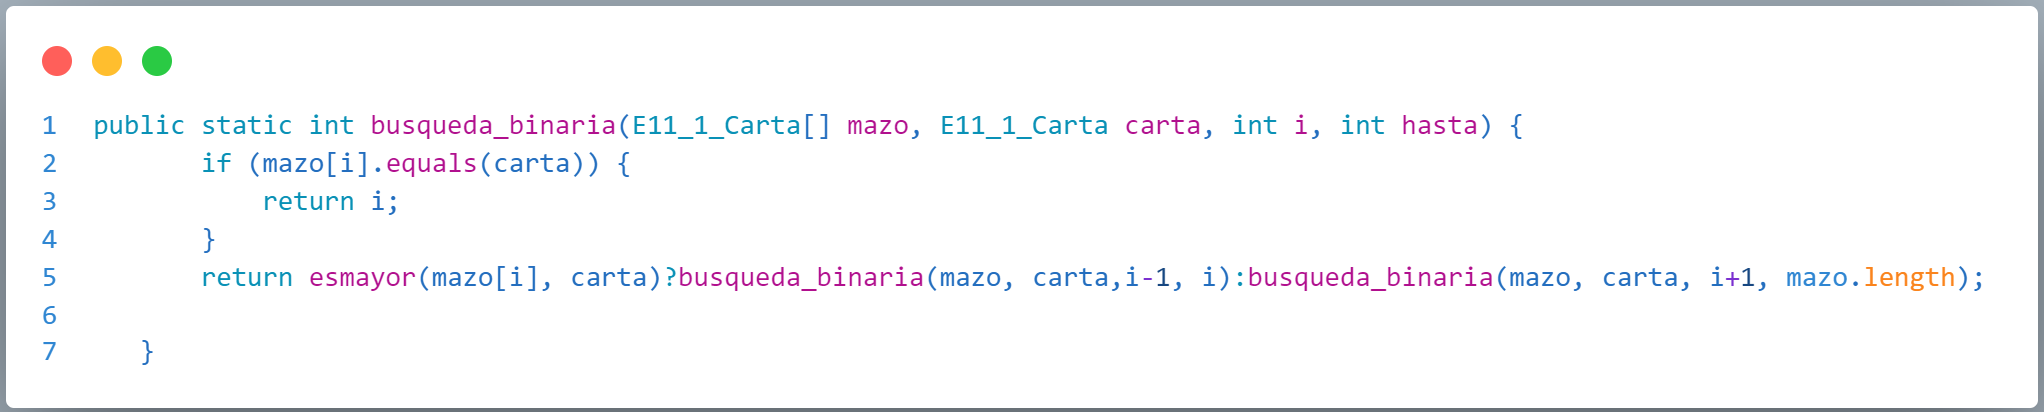 1 public static int busqueda_binaria(E11_1_Carta[] mazo, E11_1_Carta carta, int i, int hasta) {
2 if (mazo[i].equals(carta)) {
3 return i;
4 }
5 return esmayor(mazo[i], carta)?busqueda_binaria(mazo, carta,i-1, i):busqueda_binaria(mazo, carta, i+1, mazo.length);
6
7 }